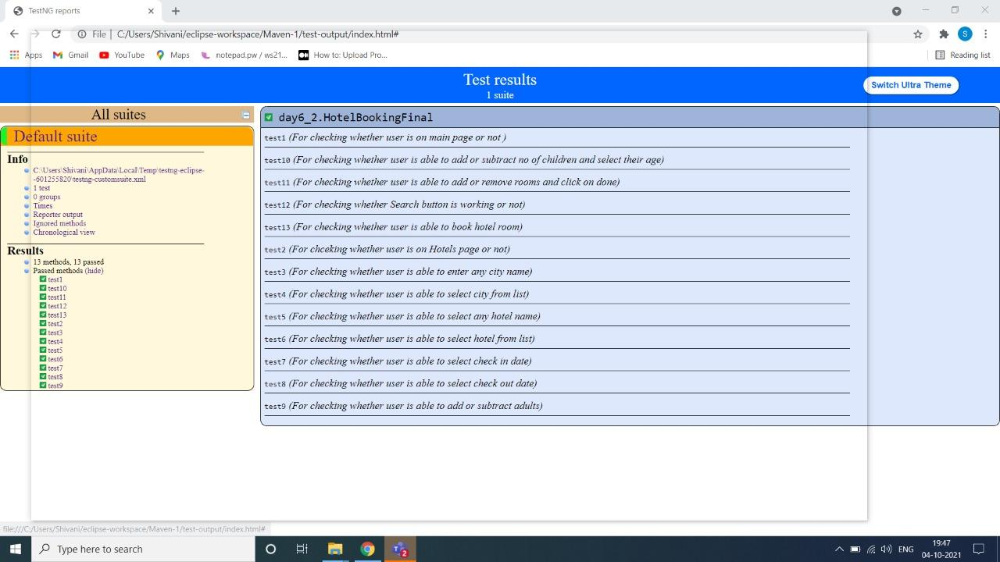 TestNG reports
File | C:/Users/Shivani/eclipse-workspace/Maven-1/test-output/index.html#
S
Apps Gmail YouTube Maps notepad.pw / ws21... How to: Upload Pro... Reading list
Test results
1 suite
Switch Ultra Theme
All suites
Default suite
Info
C:\Users\Shivani\AppData\Local\Temp\testng-eclipse-
-601255820\testng-customsuite.xml
1 test
0 groups
Times
Reporter output
Ignored methods
Chronological view
Results
13 methods, 13 passed
Passed methods (hide)
test1
test10
test11
test12
test13
test2
test3
test4
test5
test6
test7
test8
test9
day6_2.HotelBookingFinal
test1 (For checking whether user is on main page or not )
test10 (For checking whether user is able to add or subtract no of children and select their age)
test11 (For checking whether user is able to add or remove rooms and click on done)
test12 (For checking whether Search button is working or not)
test13 (For checking whether user is able to book hotel room)
test2 (For chceking whether user is on Hotels page or not)
test3 (For checking whether user is able to enter any city name)
test4 (For checking whether user is able to select city from list)
test5 (For checking whether user is able to select any hotel name)
test6 (For checking whether user is able to select hotel from list)
test7 (For checking whether user is able to select check in date)
test8 (For checking whether user is able to select check out date)
test9 (For checking whether user is able to add or subtract adults)
file:///C:/Users/Shivani/eclipse-workspace/Maven-1/test-output/index.html#
Type here to search
2
ENG
19:47
04-10-2021